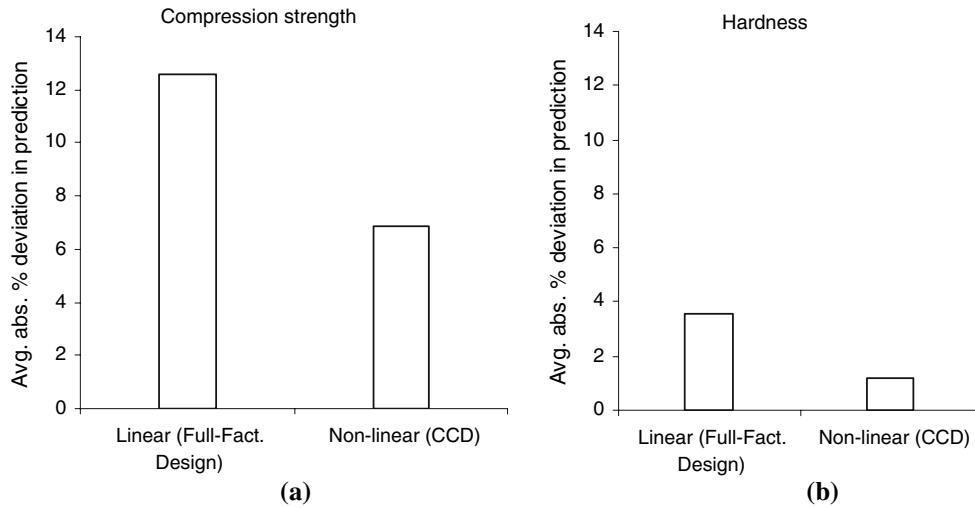 Compression strength
Avg. abs. % deviation in prediction
14
12
10
8
6
4
2
0
Linear (Full-Fact.
Design)
Non-linear (CCD)
(a)
Hardness
Avg. abs. % deviation in prediction
14
12
10
8
6
4
2
0
Linear (Full-Fact.
Design)
Non-linear (CCD)
(b)